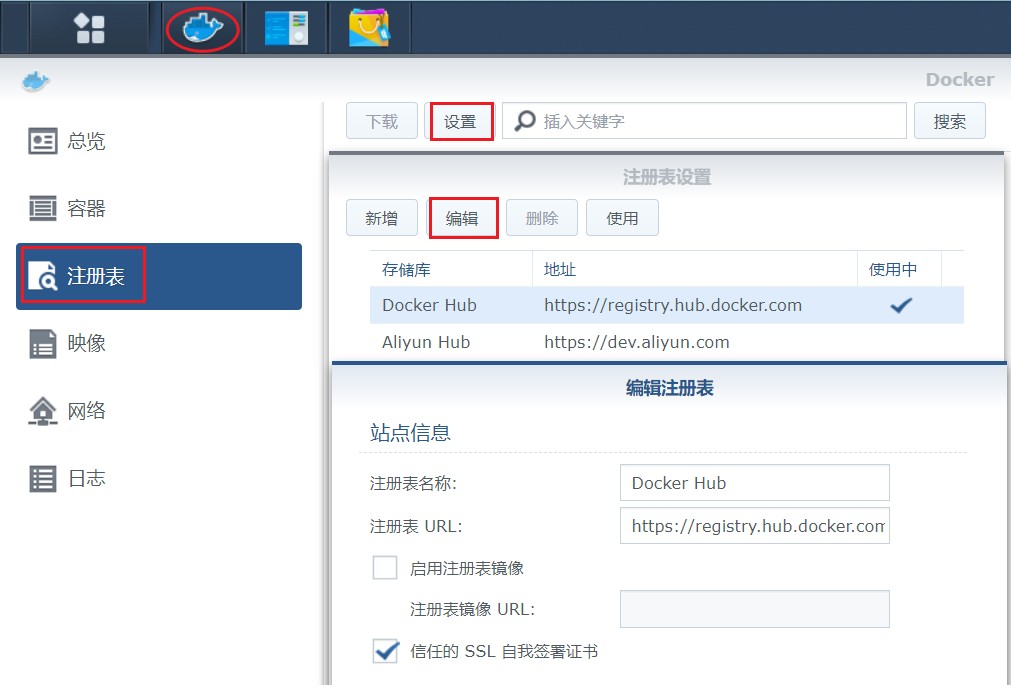 Docker
总览
容器
注册表
映像
网络
日志
下载 设置 插入关键字 搜索
注册表设置
新增 编辑 删除 使用
存储库 地址 使用中
Docker Hub https://registry.hub.docker.com
Aliyun Hub https://dev.aliyun.com
编辑注册表
站点信息
注册表名称: Docker Hub
注册表 URL: https://registry.hub.docker.com
启用注册表镜像
注册表镜像 URL:
信任的 SSL 自我签署证书